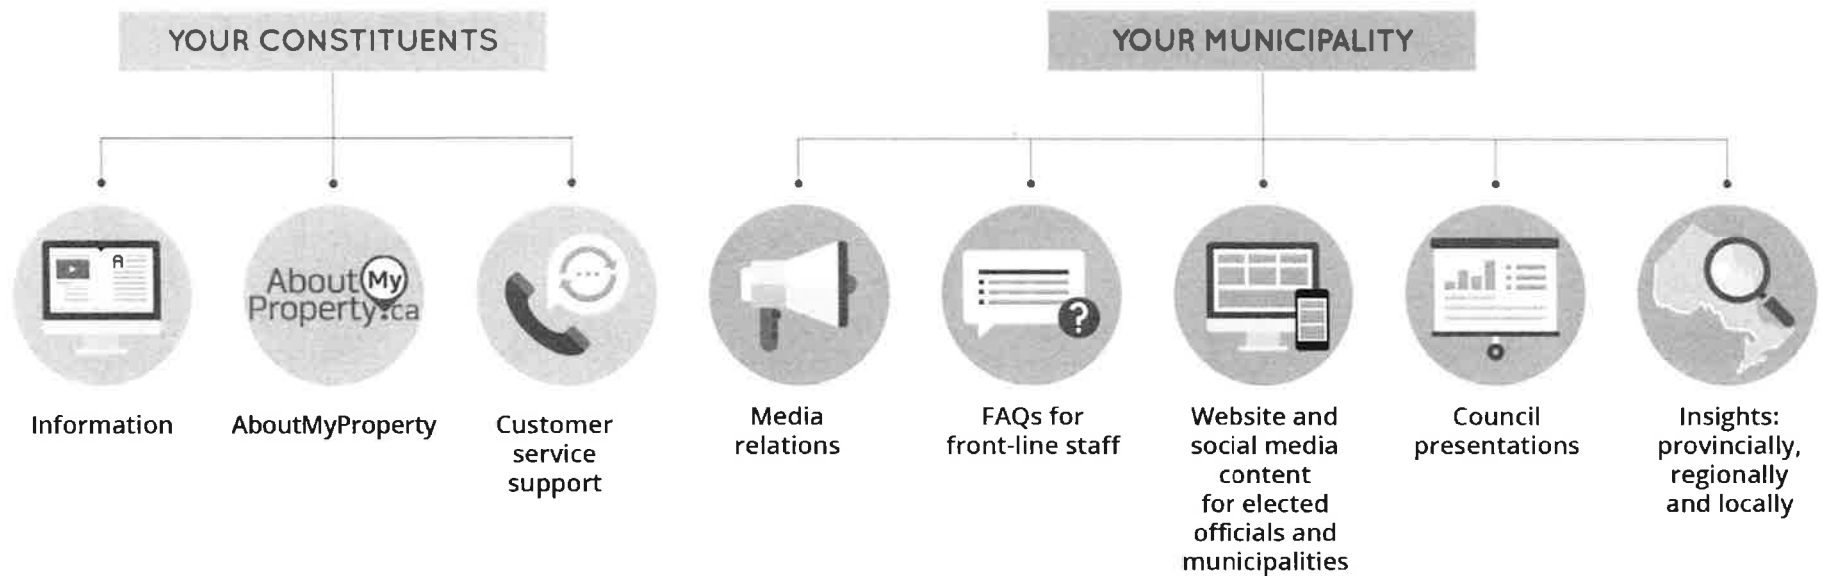 YOUR CONSTITUENTS
YOUR MUNICIPALITY
A
About My
Property.ca
?
Information
AboutMyProperty
Customer
service
support
Media
relations
FAQs for
front-line staff
Website and
social media
content
for elected
officials and
municipalities
Council
presentations
Insights:
provincially,
regionally
and locally